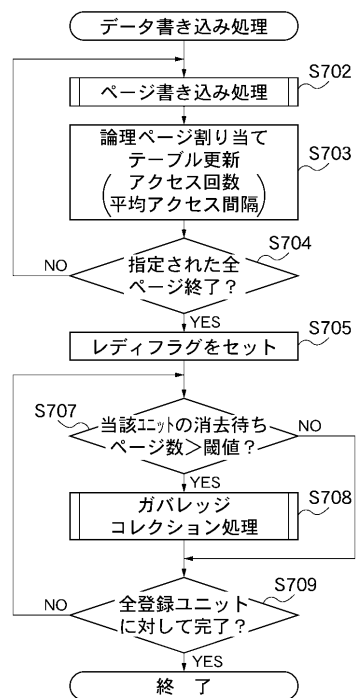 データ書き込み処理
ページ書き込み処理
S702
論理ページ割り当て
テーブル更新
(アクセス回数
平均アクセス間隔)
S703
S704
指定された全
ページ終了？
NO
YES
レディフラグをセット
S705
S707
当該ユニットの消去待ち
ページ数＞閾値？
NO
YES
ガバレッジ
コレクション処理
S708
S709
全登録ユニット
に対して完了？
NO
YES
終 了